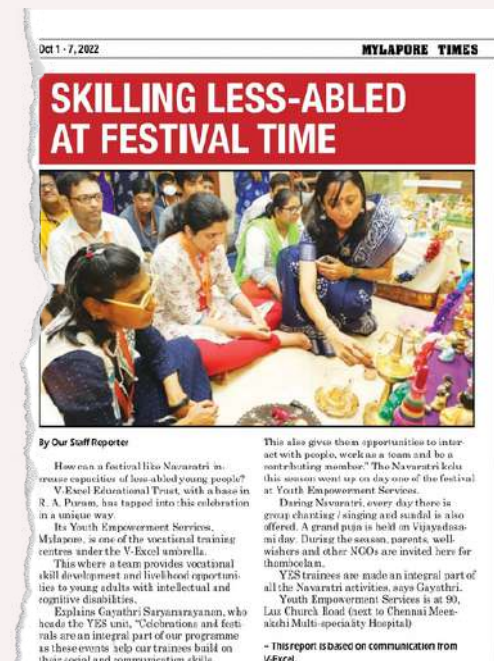 Oct 1 - 7, 2022
MYLAPORE TIMES
SKILLING LESS-ABLED
AT FESTIVAL TIME
By Our Staff Reporter
How can a festival like Navaratri in-
crease capacities of less-abled young people?
V-Excel Educational Trust, with a base in
R. A. Puram, has tapped into this celebration
in a unique way.
Its Youth Empowerment Services,
Mylapore, is one of the vocational training
centres under the V-Excel umbrella.
This where a team provides vocational
skill development and livelihood opportuni-
ties to young adults with intellectual and
cognitive disabilities.
Explains Gayathri Suryanarayanan, who
heads the YES unit, "Celebrations and festi-
vals are an integral part of our programme
as these events help our trainees build on
their social and communication skills.
This also gives them opportunities to inter-
act with people, work as a team and be a
contributing member." The Navaratri kolu
this season went up on day one of the festival
at Youth Empowerment Services.
During Navaratri, every day there is
group chanting / singing and sundal is also
offered. A grand puja is held on Vijayadasa-
mi day. During the season, parents, well-
wishers and other NGOs are invited here for
thamboolam.
YES trainees are made an integral part of
all the Navaratri activities, says Gayathri.
Youth Empowerment Services is at 90,
Luz Church Road (next to Chennai Meen-
akshi Multi-speciality Hospital)
– This report is based on communication from
V-Excel.